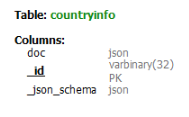 Table: countryinfo
Columns:
doc json
_id varbinary(32)
PK
_json_schema json